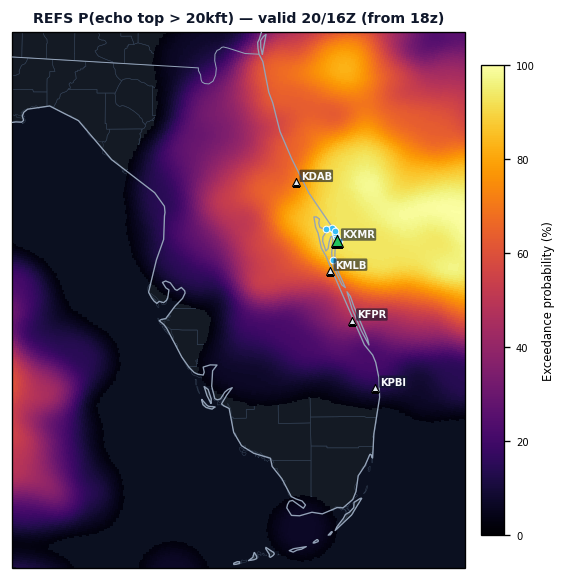 REFS P(echo top > 20kft) — valid 20/16Z (from 18z)
KDAB
KXMR
KMLB
KFPR
KPBI
100
80
60
40
20
0
Exceedance probability (%)